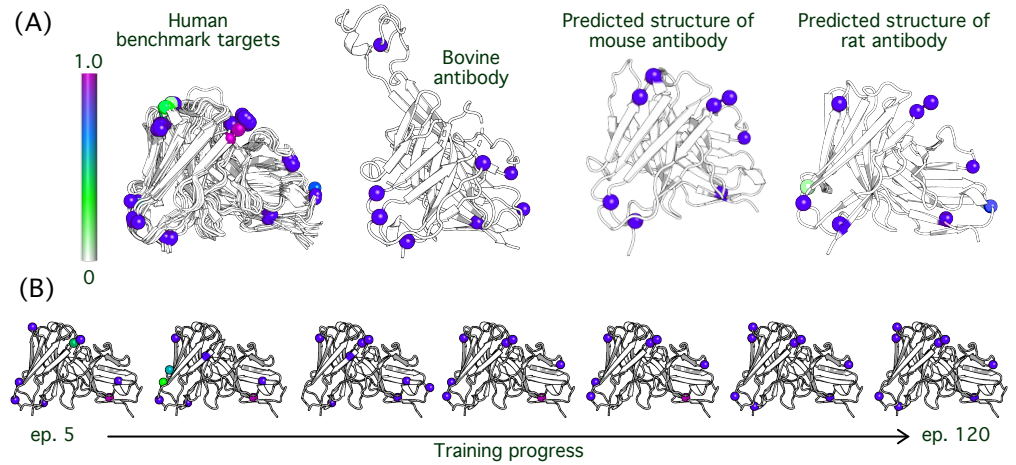 (A)
Human
benchmark targets
Bovine
antibody
Predicted structure of
mouse antibody
Predicted structure of
rat antibody
1.0
0
(B)
ep. 5
Training progress
ep. 120